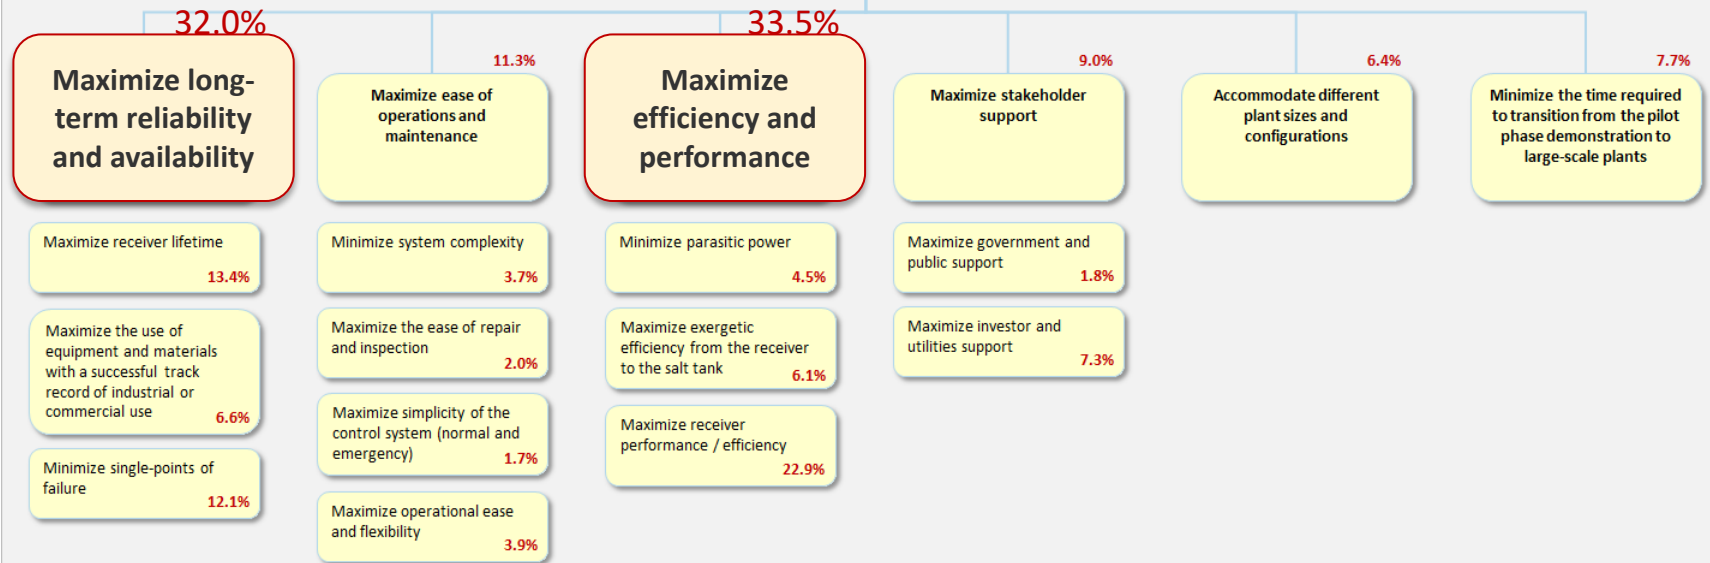 32.0%
Maximize long-
term reliability
and availability
Maximize receiver lifetime
13.4%
Maximize the use of
equipment and materials
with a successful track
record of industrial or
commercial use
6.6%
Minimize single-points of
failure
12.1%
11.3%
Maximize ease of
operations and
maintenance
Minimize system complexity
3.7%
Maximize the ease of repair
and inspection
2.0%
Maximize simplicity of the
control system (normal and
emergency)
1.7%
Maximize operational ease
and flexibility
3.9%
33.5%
Maximize
efficiency and
performance
Minimize parasitic power
4.5%
Maximize exergetic
efficiency from the receiver
to the salt tank
6.1%
Maximize receiver
performance / efficiency
22.9%
9.0%
Maximize stakeholder
support
Maximize government and
public support
1.8%
Maximize investor and
utilities support
7.3%
6.4%
Accommodate different
plant sizes and
configurations
7.7%
Minimize the time required
to transition from the pilot
phase demonstration to
large-scale plants